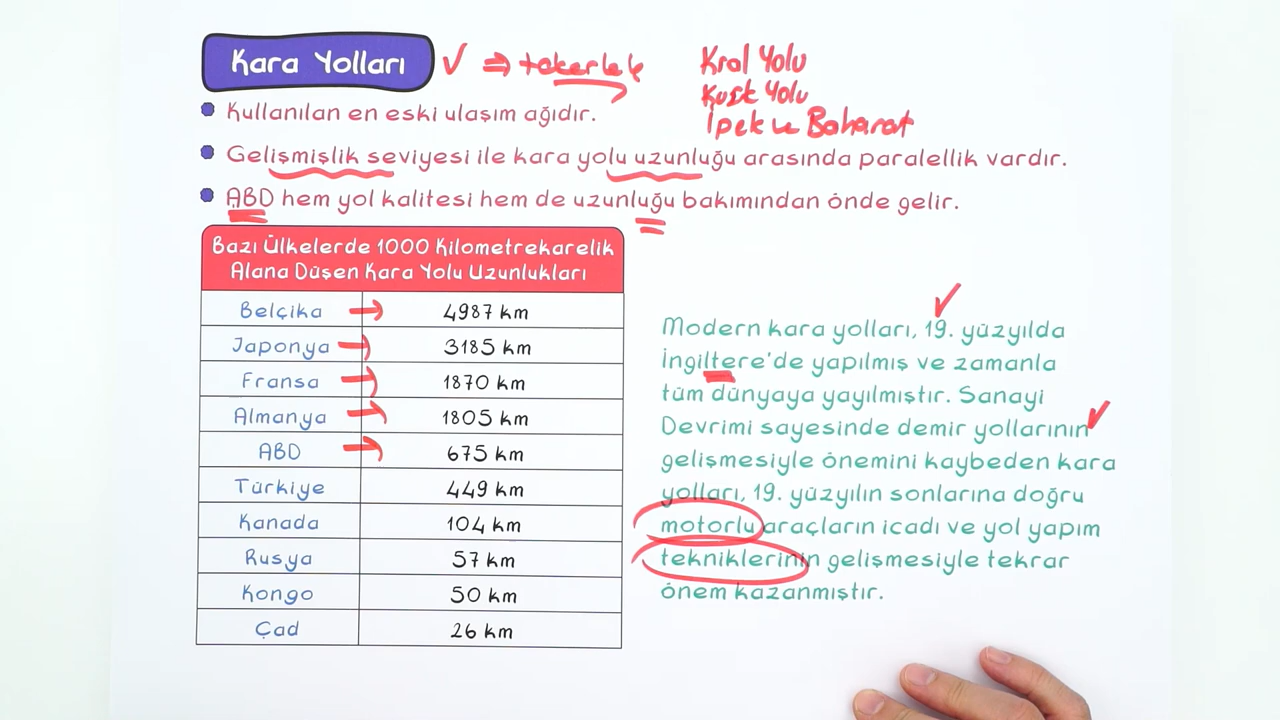 Kara Yolları ✓ ⇒ tekerlek
Kral Yolu
Kürk Yolu
İpek ve Baharat
Kullanılan en eski ulaşım ağıdır.
Gelişmişlik seviyesi ile kara yolu uzunluğu arasında paralellik vardır.
ABD hem yol kalitesi hem de uzunluğu bakımından önde gelir.
Bazı Ülkelerde 1000 Kilometrekarelik
Alana Düşen Kara Yolu Uzunlukları
Belçika → 4987 km
Japonya → 3185 km
Fransa → 1870 km
Almanya → 1805 km
ABD → 675 km
Türkiye 449 km
Kanada 104 km
Rusya 57 km
Kongo 50 km
Çad 26 km
Modern kara yolları, 19. yüzyılda
İngiltere'de yapılmış ve zamanla
tüm dünyaya yayılmıştır. Sanayi
Devrimi sayesinde demir yollarının
gelişmesiyle önemini kaybeden kara
yolları, 19. yüzyılın sonlarına doğru
motorlu araçların icadı ve yol yapım
tekniklerinin gelişmesiyle tekrar
önem kazanmıştır.